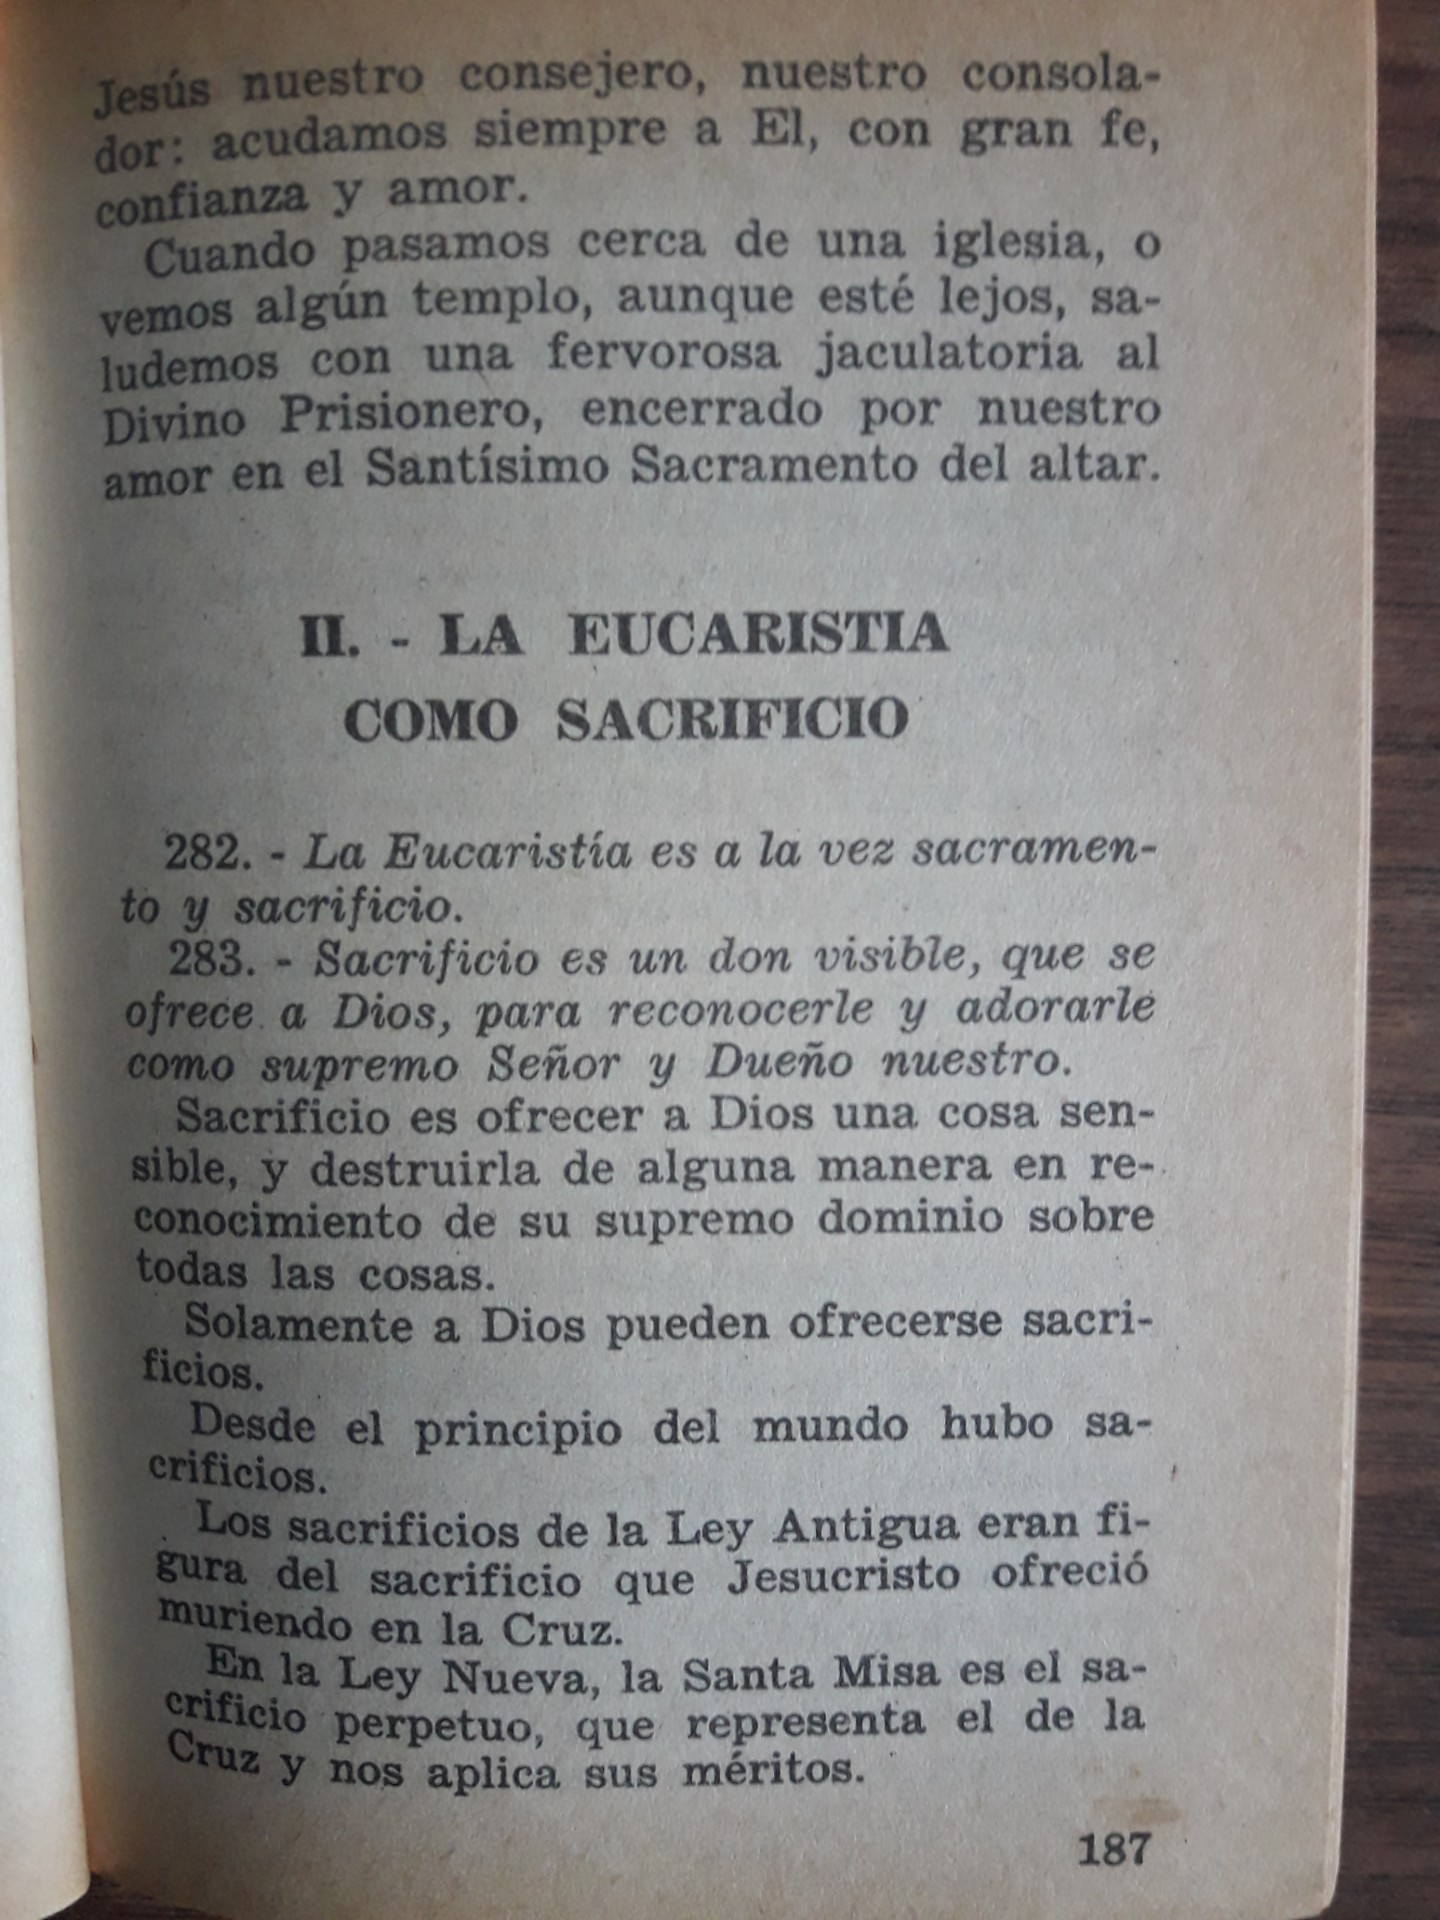 Jesús nuestro consejero, nuestro consola-
dor: acudamos siempre a El, con gran fe,
confianza y amor.
Cuando pasamos cerca de una iglesia, o
vemos algún templo, aunque esté lejos, sa-
ludemos con una fervorosa jaculatoria al
Divino Prisionero, encerrado por nuestro
amor en el Santísimo Sacramento del altar.
II. - LA EUCARISTIA
COMO SACRIFICIO
282. - La Eucaristía es a la vez sacramen-
to y sacrificio.
283. - Sacrificio es un don visible, que se
ofrece a Dios, para reconocerle y adorarle
como supremo Señor y Dueño nuestro.
Sacrificio es ofrecer a Dios una cosa sen-
sible, y destruirla de alguna manera en re-
conocimiento de su supremo dominio sobre
todas las cosas.
Solamente a Dios pueden ofrecerse sacri-
ficios.
Desde el principio del mundo hubo sa-
crificios.
Los sacrificios de la Ley Antigua eran fi-
gura del sacrificio que Jesucristo ofreció
muriendo en la Cruz.
En la Ley Nueva, la Santa Misa es el sa-
crificio perpetuo, que representa el de la
Cruz y nos aplica sus méritos.
187